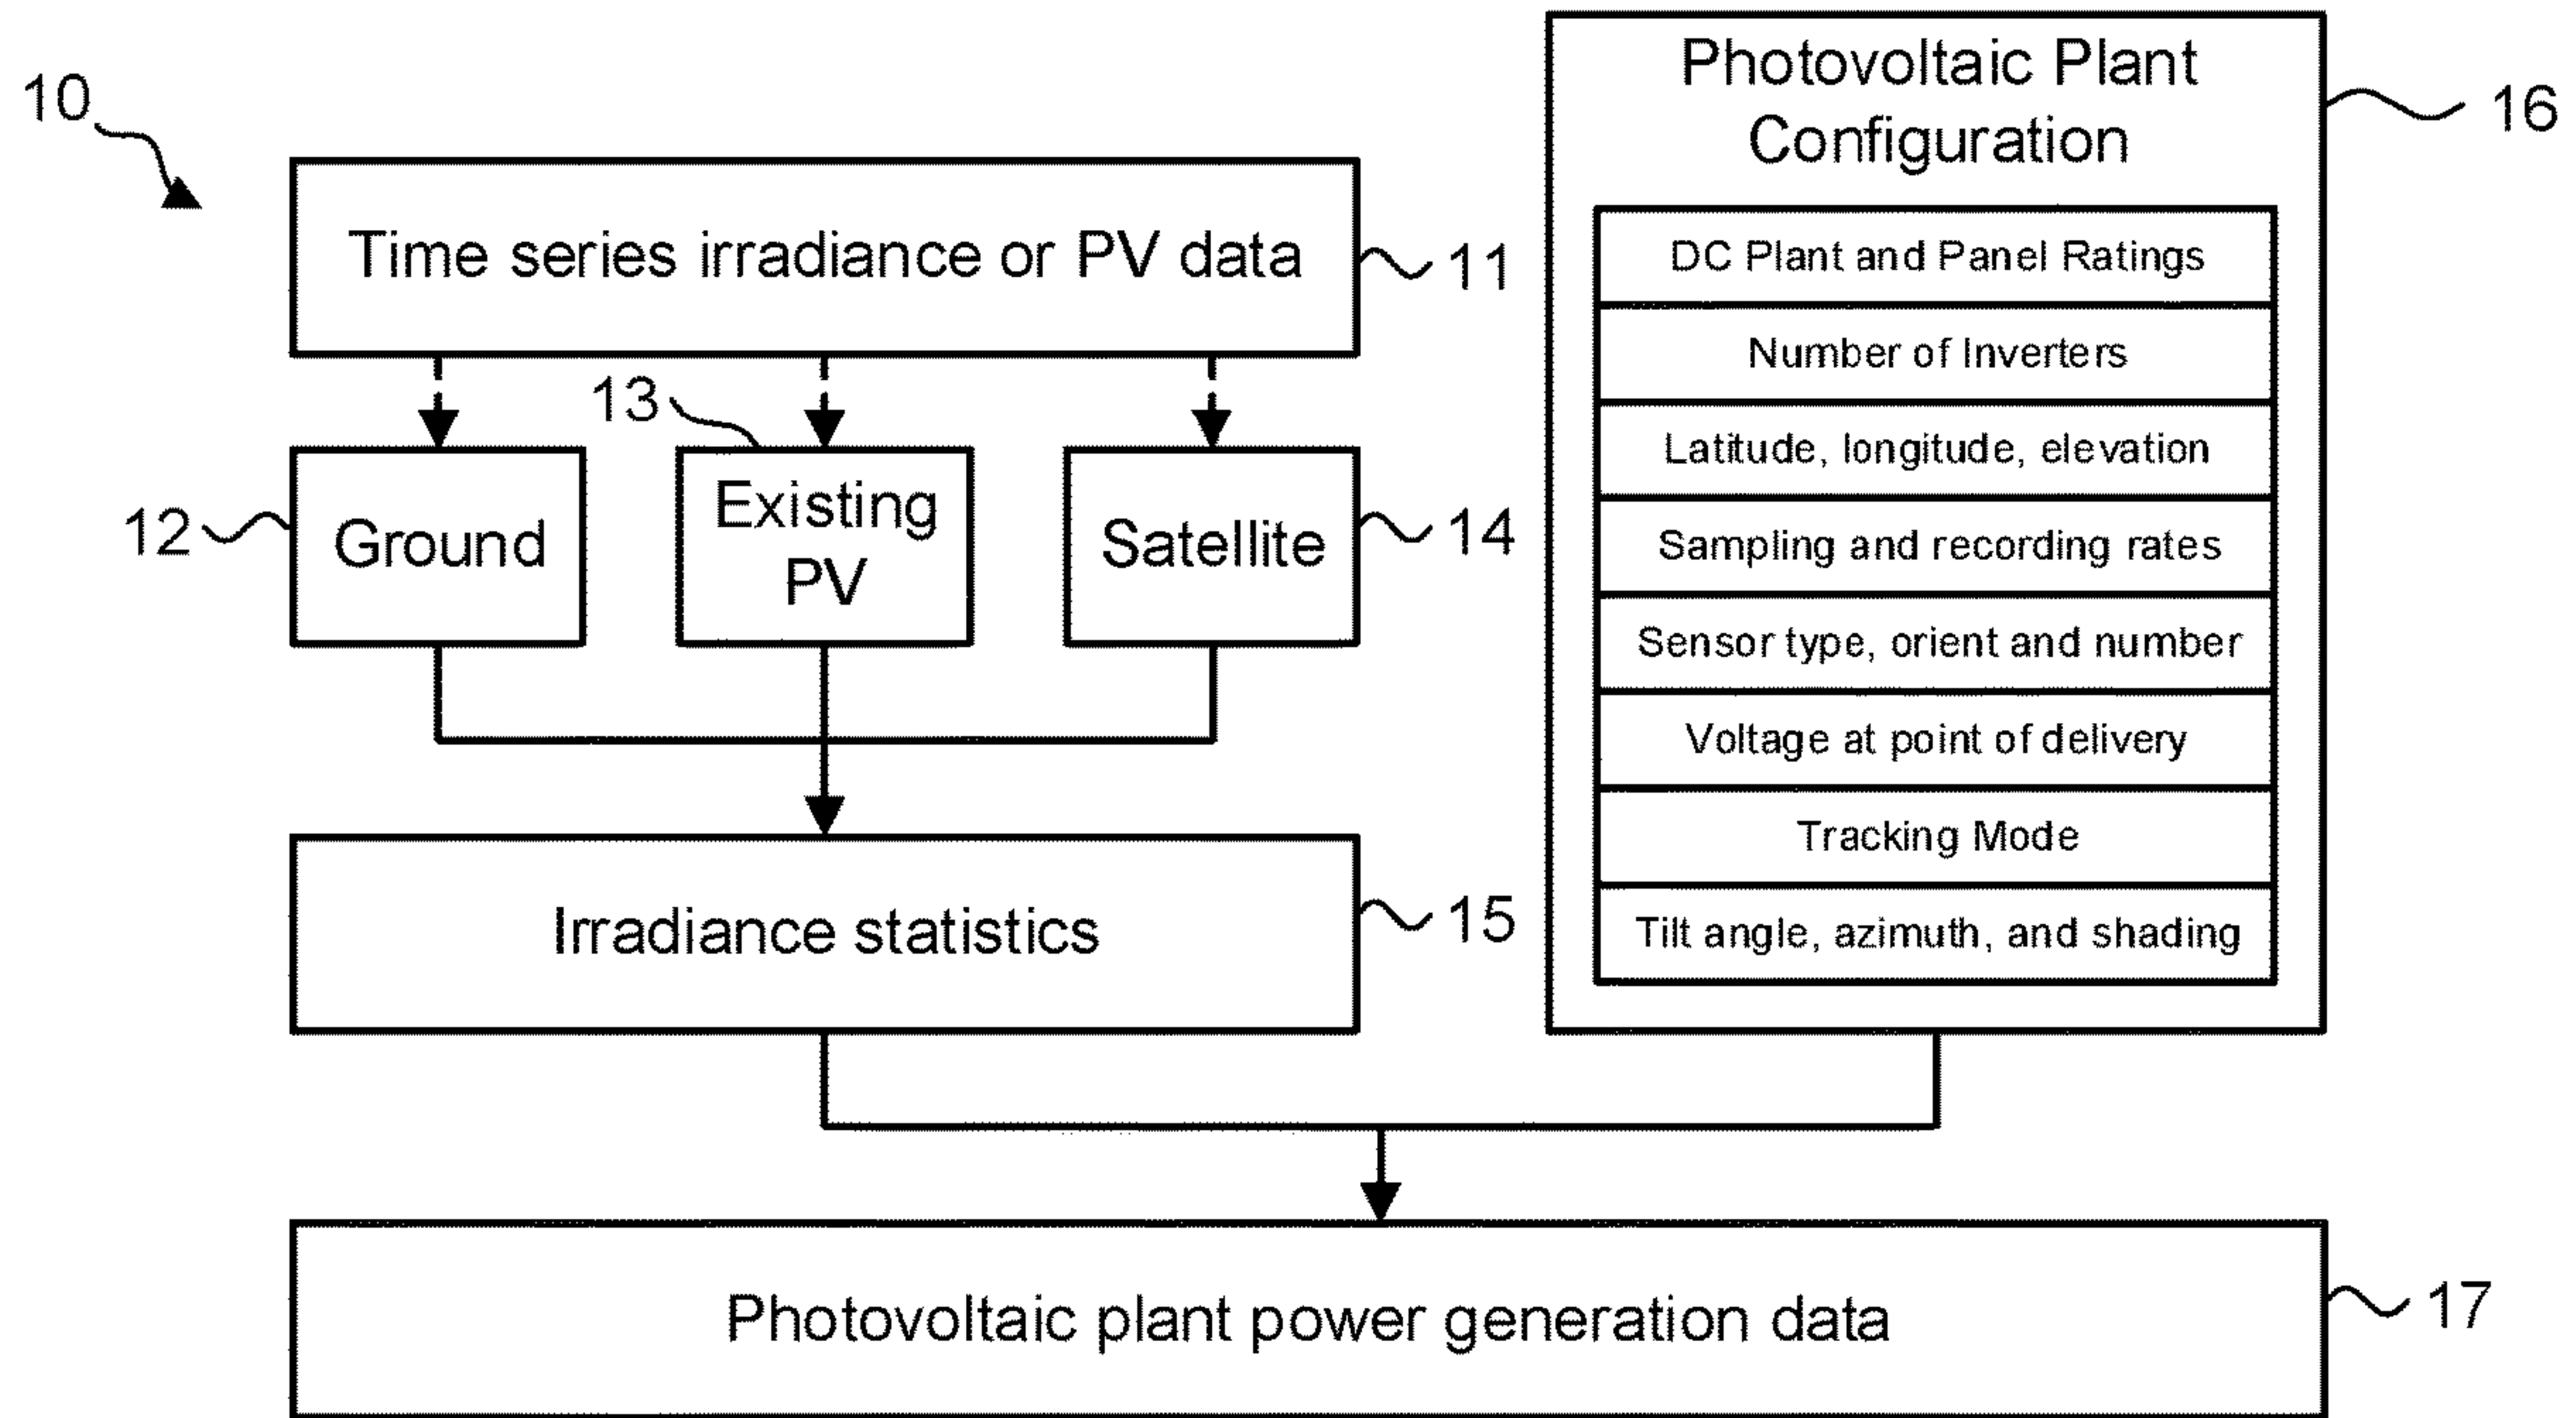 10
Time series irradiance or PV data
11
12
Ground
13
Existing
PV
Satellite
14
Irradiance statistics
15
Photovoltaic Plant
Configuration
16
DC Plant and Panel Ratings
Number of Inverters
Latitude, longitude, elevation
Sampling and recording rates
Sensor type, orient and number
Voltage at point of delivery
Tracking Mode
Tilt angle, azimuth, and shading
Photovoltaic plant power generation data
17